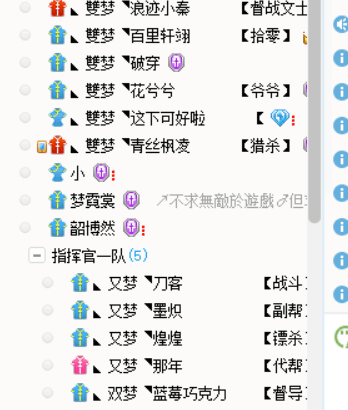 ◣ 雙梦 ◥浪迹小秦 【督战文士
◣ 雙梦 ◥百里轩翊 【拾零】
◣ 雙梦 ◥破穿
◣ 雙梦 ◥花兮兮 【爷爷】
◣ 雙梦 ◥这下可好啦 【
◣ 雙梦 ◥青丝枫凌 【猎杀】
小
梦霓裳 ↗不求無敵於遊戲♂但
韶博然
指挥官一队 (5)
◣ 又梦 ◥刀客 【战斗
◣ 又梦 ◥墨炽 【副帮
◣ 又梦 ◥煌煌 【镖杀
◣ 又梦 ◥那年 【代帮
◣ 双梦 ◥蓝莓巧克力 【督导